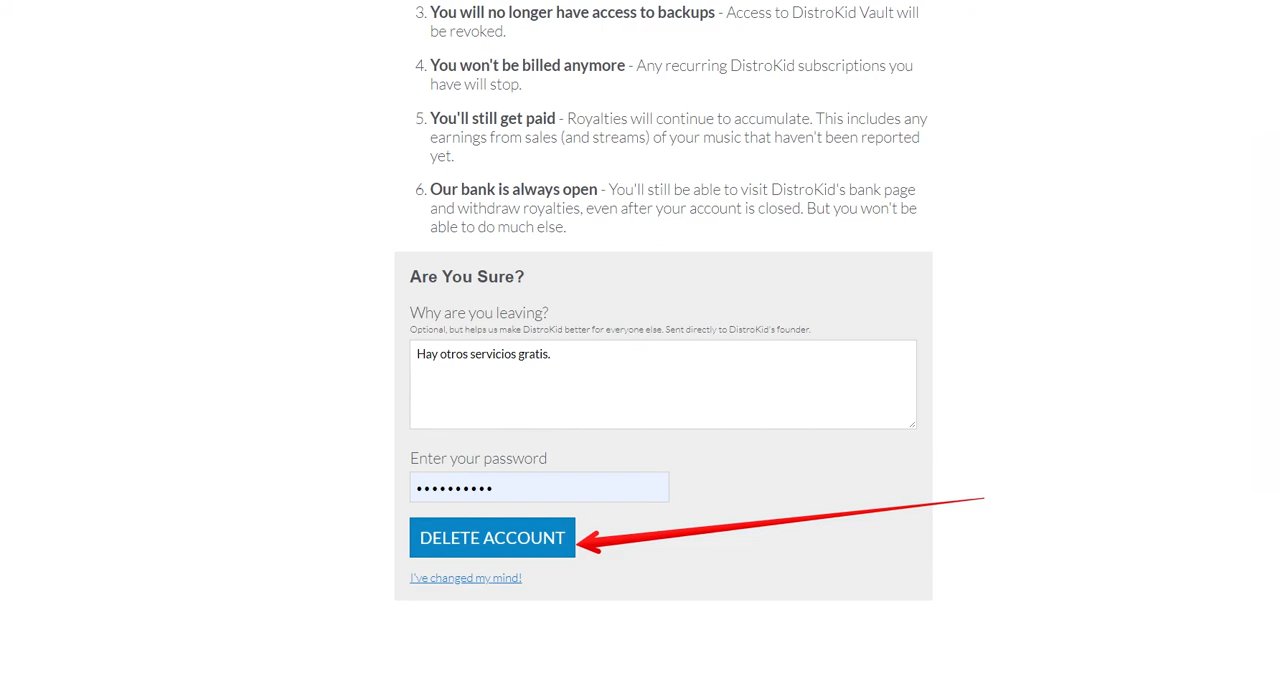 3. You will no longer have access to backups - Access to DistroKid Vault will
be revoked.
4. You won't be billed anymore - Any recurring DistroKid subscriptions you
have will stop.
5. You'll still get paid - Royalties will continue to accumulate. This includes any
earnings from sales (and streams) of your music that haven't been reported
yet.
6. Our bank is always open - You'll still be able to visit DistroKid's bank page
and withdraw royalties, even after your account is closed. But you won't be
able to do much else.
Are You Sure?
Why are you leaving?
Optional, but helps us make DistroKid better for everyone else. Sent directly to DistroKid's founder.
Hay otros servicios gratis.
Enter your password
••••••••••
DELETE ACCOUNT
I've changed my mind!